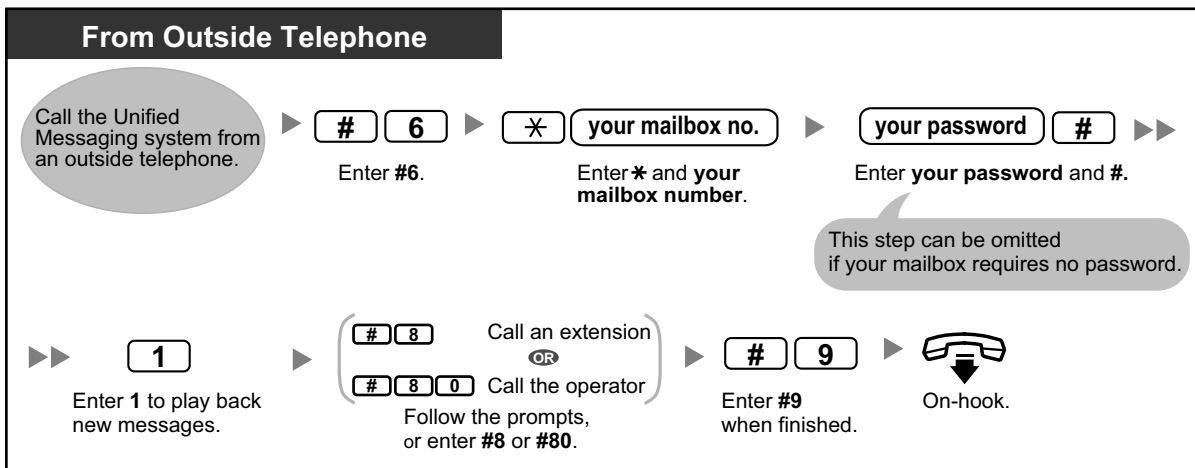 From Outside Telephone
Call the Unified
Messaging system from
an outside telephone.
# 6
Enter #6.
* your mailbox no.
Enter * and your
mailbox number.
your password #
Enter your password and #.
This step can be omitted
if your mailbox requires no password.
1
Enter 1 to play back
new messages.
# 8 Call an extension
OR
# 8 0 Call the operator
Follow the prompts,
or enter #8 or #80.
# 9
Enter #9
when finished.
On-hook.